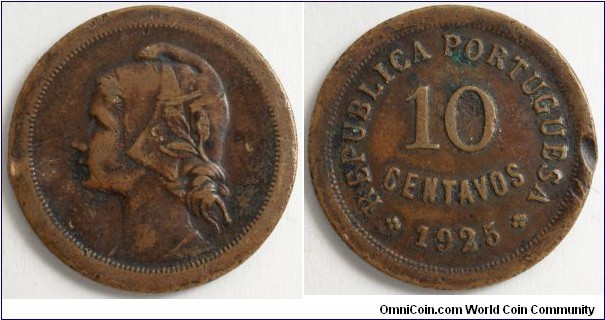 REPUBLICA PORTUGUESA
10
CENTAVOS
1925
OmniCoin.com World Coin Community